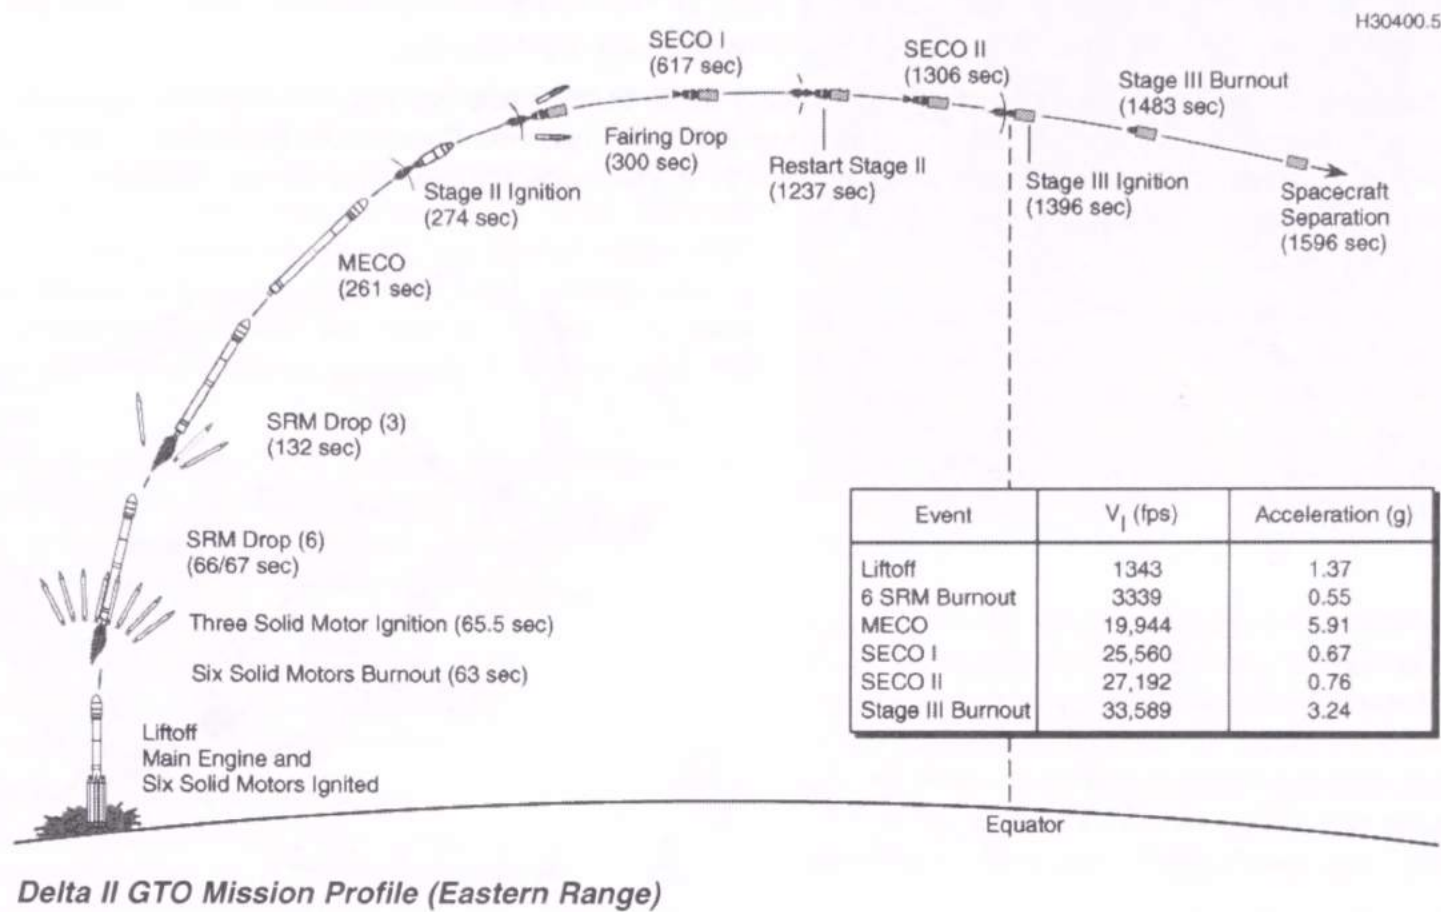 H30400.5
SECO I
(617 sec)
SECO II
(1306 sec)
Stage III Burnout
(1483 sec)
Fairing Drop
(300 sec)
Restart Stage II
(1237 sec)
Stage III Ignition
(1396 sec)
Spacecraft
Separation
(1596 sec)
Stage II Ignition
(274 sec)
MECO
(261 sec)
SRM Drop (3)
(132 sec)
SRM Drop (6)
(66/67 sec)
Three Solid Motor Ignition (65.5 sec)
Six Solid Motors Burnout (63 sec)
Liftoff
Main Engine and
Six Solid Motors Ignited
Event V_I (fps) Acceleration (g)
Liftoff 1343 1.37
6 SRM Burnout 3339 0.55
MECO 19,944 5.91
SECO I 25,560 0.67
SECO II 27,192 0.76
Stage III Burnout 33,589 3.24
Equator
Delta II GTO Mission Profile (Eastern Range)